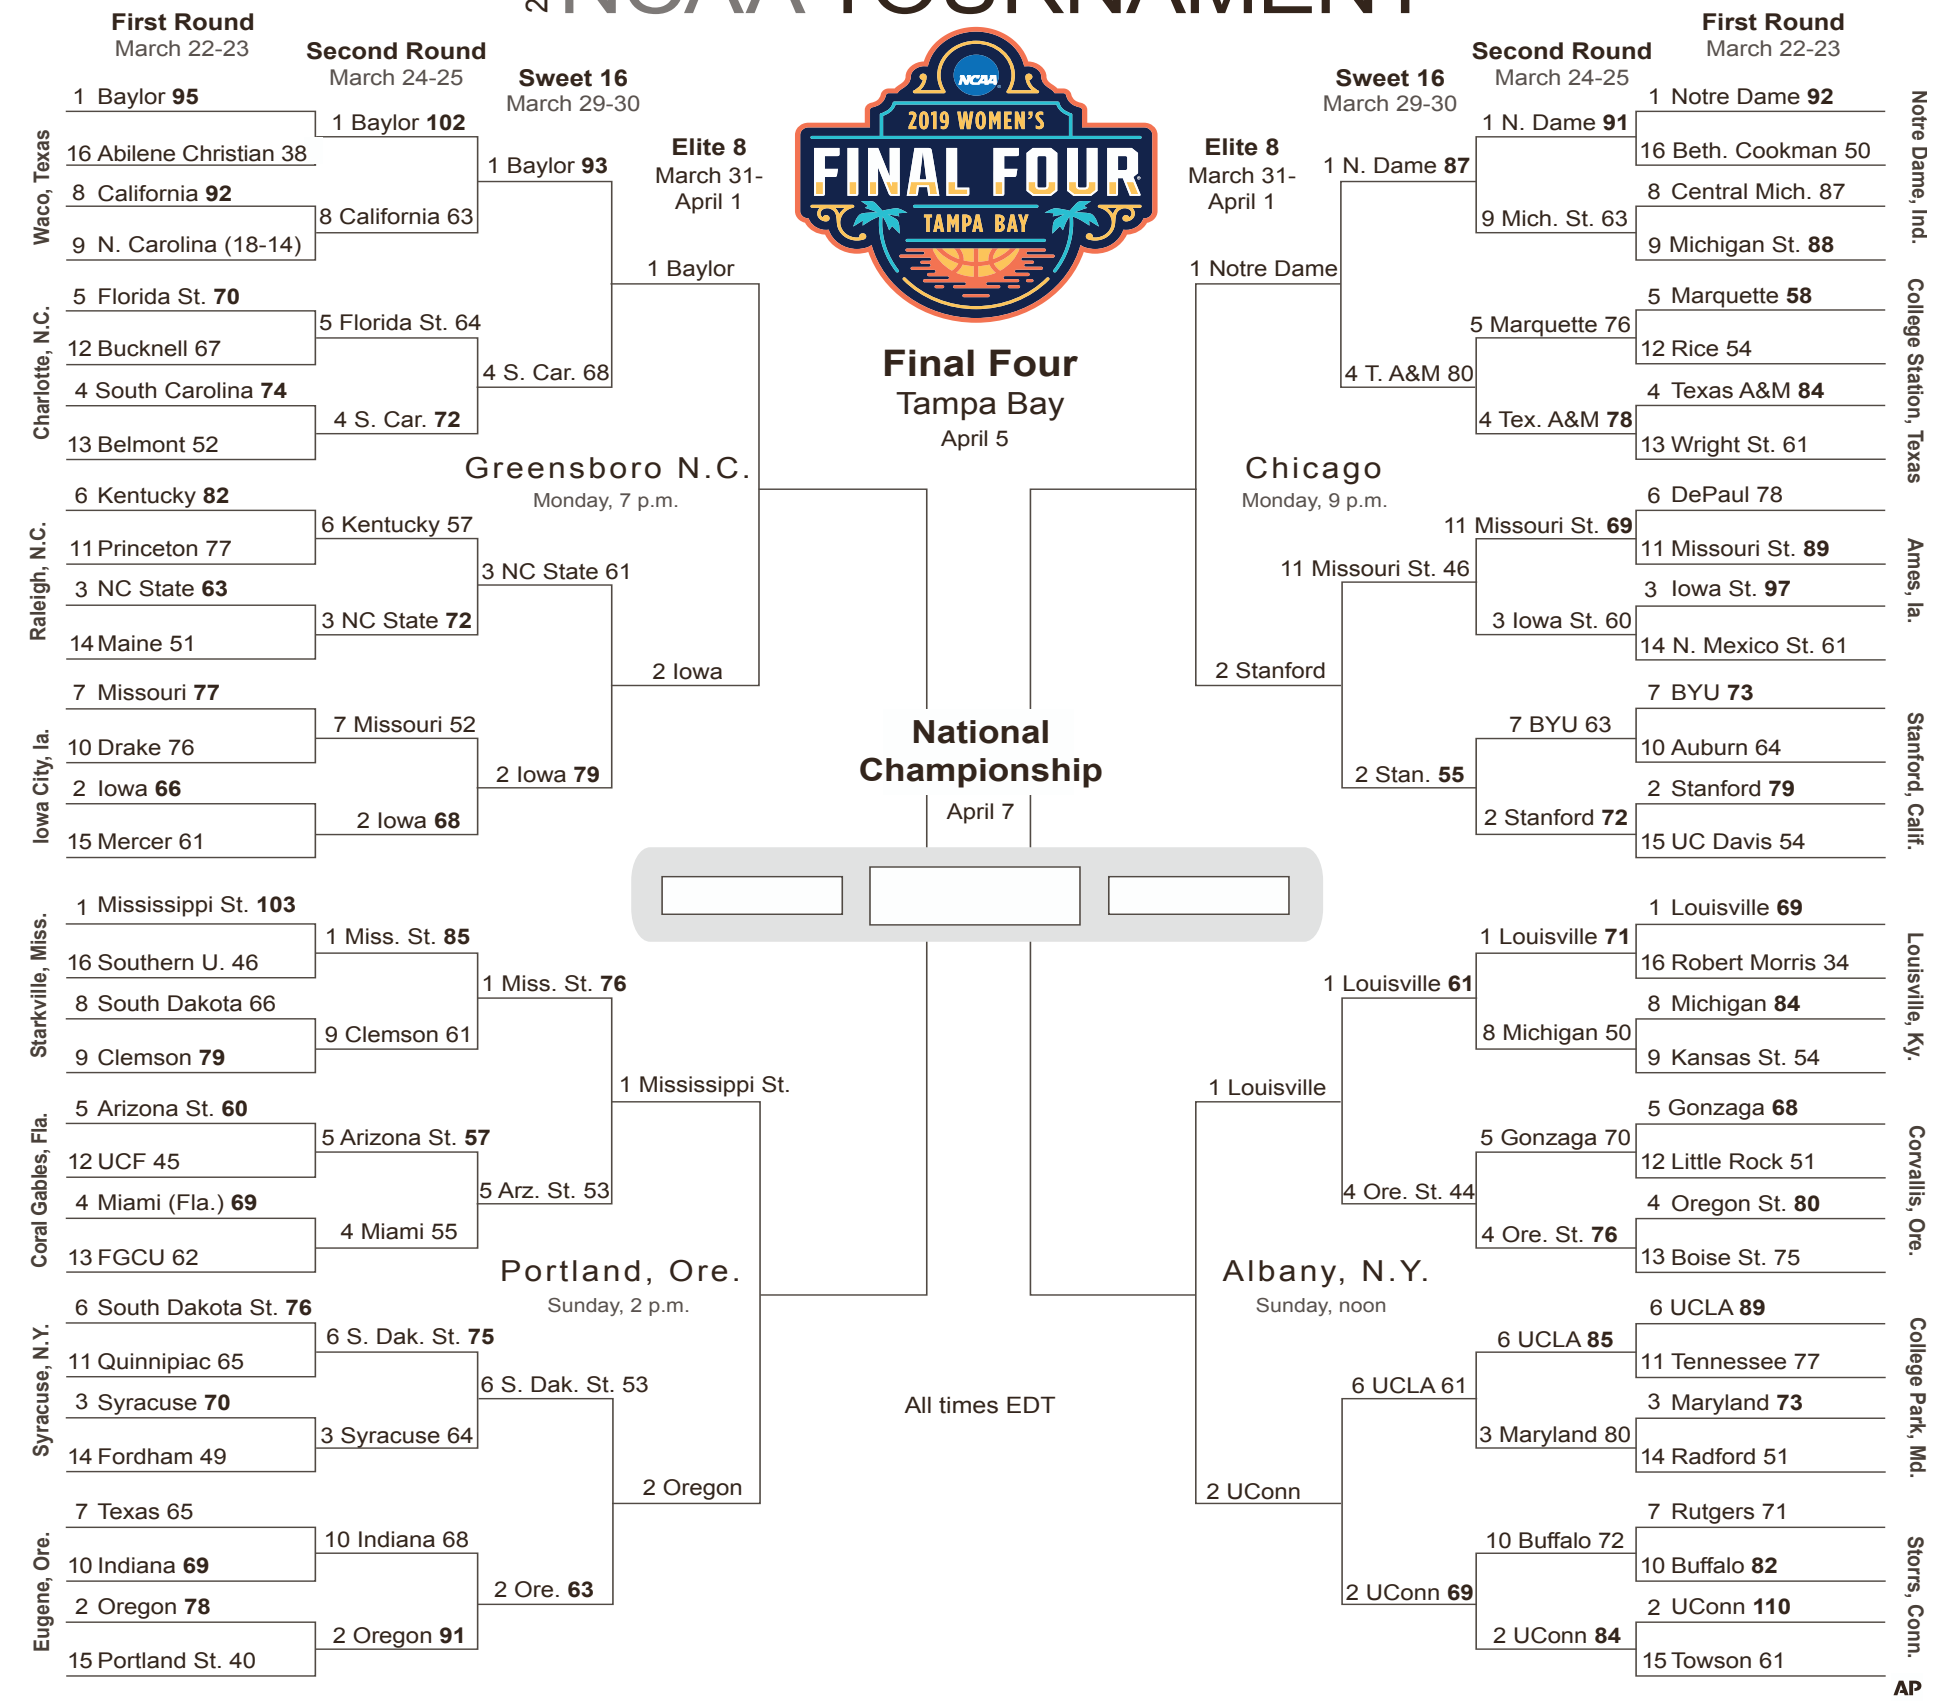 2 NCAA TOURNAMENT
First Round
March 22-23
Second Round
March 24-25
Sweet 16
March 29-30
Elite 8
March 31-
April 1
NCAA
2019 WOMEN'S
FINAL FOUR
TAMPA BAY
Elite 8
March 31-
April 1
Sweet 16
March 29-30
Second Round
March 24-25
First Round
March 22-23
Waco, Texas
1 Baylor 95
16 Abilene Christian 38
8 California 92
9 N. Carolina (18-14)
Charlotte, N.C.
5 Florida St. 70
12 Bucknell 67
4 South Carolina 74
13 Belmont 52
Raleigh, N.C.
6 Kentucky 82
11 Princeton 77
3 NC State 63
14 Maine 51
Iowa City, Ia.
7 Missouri 77
10 Drake 76
2 Iowa 66
15 Mercer 61
1 Baylor 102
8 California 63
5 Florida St. 64
4 S. Car. 72
6 Kentucky 57
3 NC State 72
7 Missouri 52
2 Iowa 68
1 Baylor 93
4 S. Car. 68
3 NC State 61
2 Iowa 79
1 Baylor
2 Iowa
Greensboro N.C.
Monday, 7 p.m.
Starkville, Miss.
1 Mississippi St. 103
16 Southern U. 46
8 South Dakota 66
9 Clemson 79
Coral Gables, Fla.
5 Arizona St. 60
12 UCF 45
4 Miami (Fla.) 69
13 FGCU 62
Syracuse, N.Y.
6 South Dakota St. 76
11 Quinnipiac 65
3 Syracuse 70
14 Fordham 49
Eugene, Ore.
7 Texas 65
10 Indiana 69
2 Oregon 78
15 Portland St. 40
1 Miss. St. 85
9 Clemson 61
5 Arizona St. 57
4 Miami 55
6 S. Dak. St. 75
3 Syracuse 64
10 Indiana 68
2 Oregon 91
1 Miss. St. 76
5 Arz. St. 53
6 S. Dak. St. 53
2 Ore. 63
1 Mississippi St.
2 Oregon
Portland, Ore.
Sunday, 2 p.m.
Final Four
Tampa Bay
April 5
National
Championship
April 7
All times EDT
Chicago
Monday, 9 p.m.
1 Notre Dame
2 Stanford
1 N. Dame 87
4 T. A&M 80
11 Missouri St. 46
2 Stan. 55
1 N. Dame 91
9 Mich. St. 63
5 Marquette 76
4 Tex. A&M 78
11 Missouri St. 69
3 Iowa St. 60
7 BYU 63
2 Stanford 72
1 Notre Dame 92
16 Beth. Cookman 50
8 Central Mich. 87
9 Michigan St. 88
Notre Dame, Ind.
5 Marquette 58
12 Rice 54
4 Texas A&M 84
13 Wright St. 61
College Station, Texas
6 DePaul 78
11 Missouri St. 89
3 Iowa St. 97
14 N. Mexico St. 61
Ames, Ia.
7 BYU 73
10 Auburn 64
2 Stanford 79
15 UC Davis 54
Stanford, Calif.
Albany, N.Y.
Sunday, noon
1 Louisville
2 UConn
1 Louisville 61
4 Ore. St. 44
6 UCLA 61
2 UConn 69
1 Louisville 71
8 Michigan 50
5 Gonzaga 70
4 Ore. St. 76
6 UCLA 85
3 Maryland 80
10 Buffalo 72
2 UConn 84
1 Louisville 69
16 Robert Morris 34
8 Michigan 84
9 Kansas St. 54
Louisville, Ky.
5 Gonzaga 68
12 Little Rock 51
4 Oregon St. 80
13 Boise St. 75
Corvallis, Ore.
6 UCLA 89
11 Tennessee 77
3 Maryland 73
14 Radford 51
College Park, Md.
7 Rutgers 71
10 Buffalo 82
2 UConn 110
15 Towson 61
Storrs, Conn.
AP